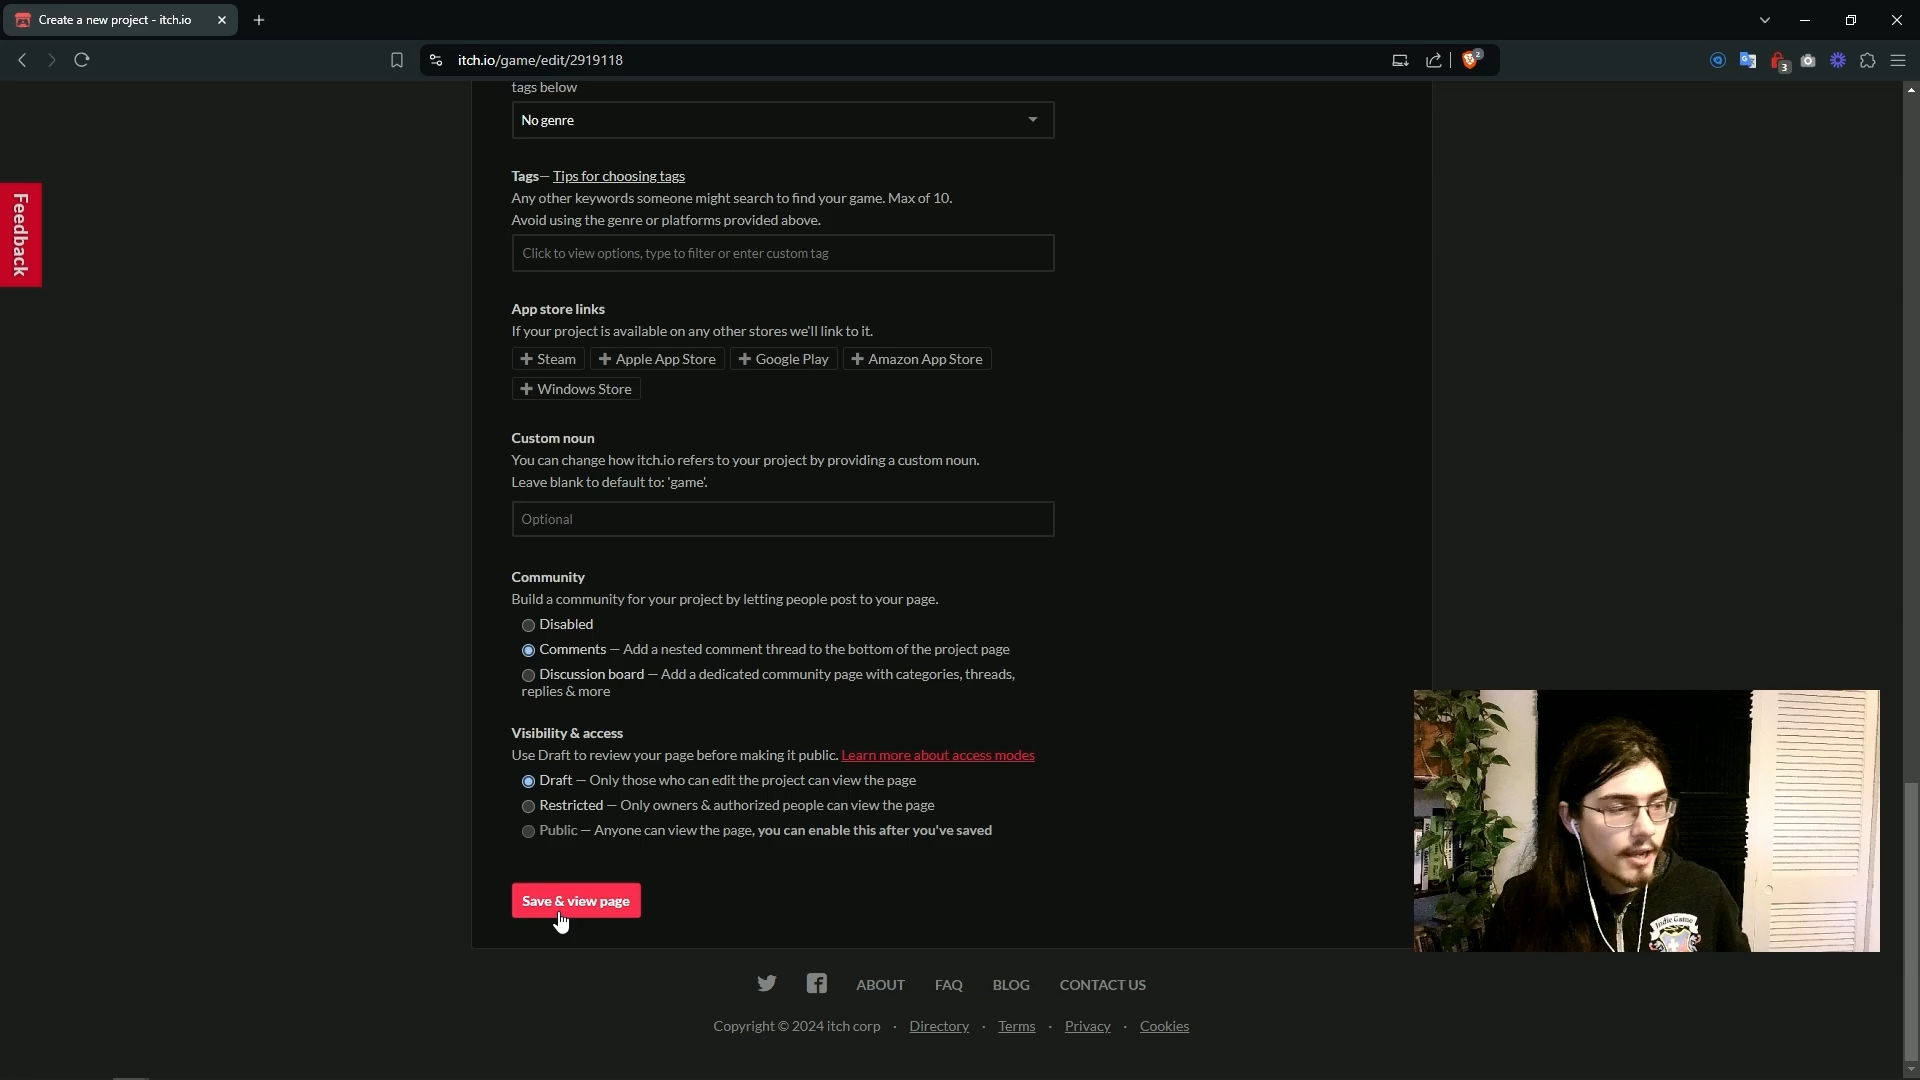 Create a new project - itch.io
itch.io/game/edit/2919118
2
3
Feedback
tags below
No genre
Tags— Tips for choosing tags
Any other keywords someone might search to find your game. Max of 10.
Avoid using the genre or platforms provided above.
Click to view options, type to filter or enter custom tag
App store links
If your project is available on any other stores we'll link to it.
Steam Apple App Store Google Play Amazon App Store
Windows Store
Custom noun
You can change how itch.io refers to your project by providing a custom noun.
Leave blank to default to: 'game'.
Optional
Community
Build a community for your project by letting people post to your page.
Disabled
Comments — Add a nested comment thread to the bottom of the project page
Discussion board — Add a dedicated community page with categories, threads,
replies & more
Visibility & access
Use Draft to review your page before making it public. Learn more about access modes
Draft — Only those who can edit the project can view the page
Restricted — Only owners & authorized people can view the page
Public — Anyone can view the page, you can enable this after you've saved
Save & view page
Indie Game
ABOUT FAQ BLOG CONTACT US
Copyright © 2024 itch corp · Directory · Terms · Privacy · Cookies